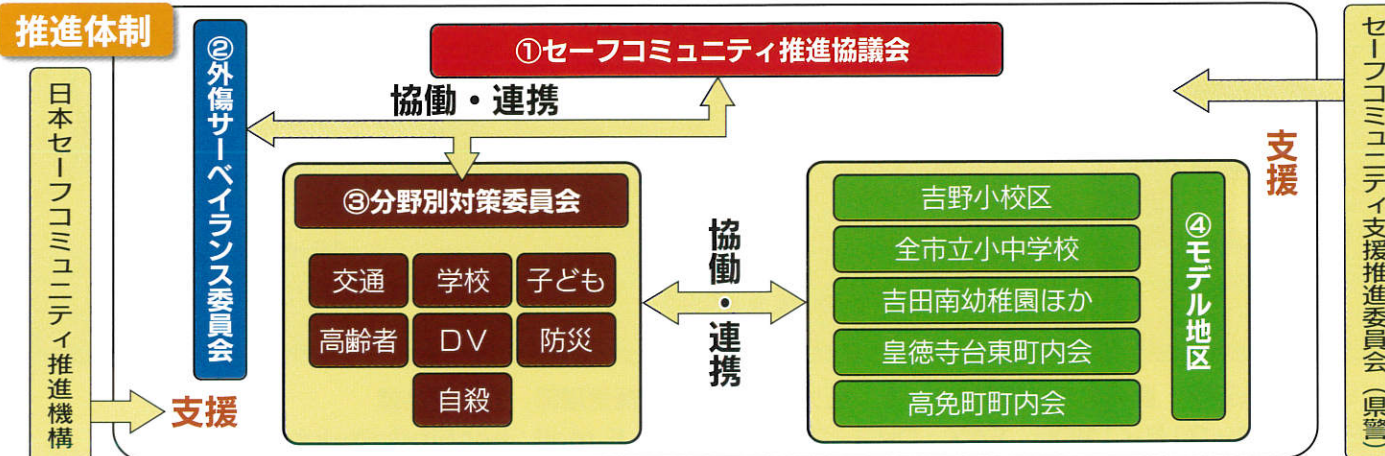 推進体制
日本セーフコミュニティ推進機構
支援
②外傷サーベイランス委員会
①セーフコミュニティ推進協議会
協働・連携
③分野別対策委員会
交通
学校
子ども
高齢者
DV
防災
自殺
協働・連携
吉野小校区
全市立小中学校
吉田南幼稚園ほか
皇徳寺台東町内会
高免町町内会
④モデル地区
支援
セーフコミュニティ支援推進委員会（県警）